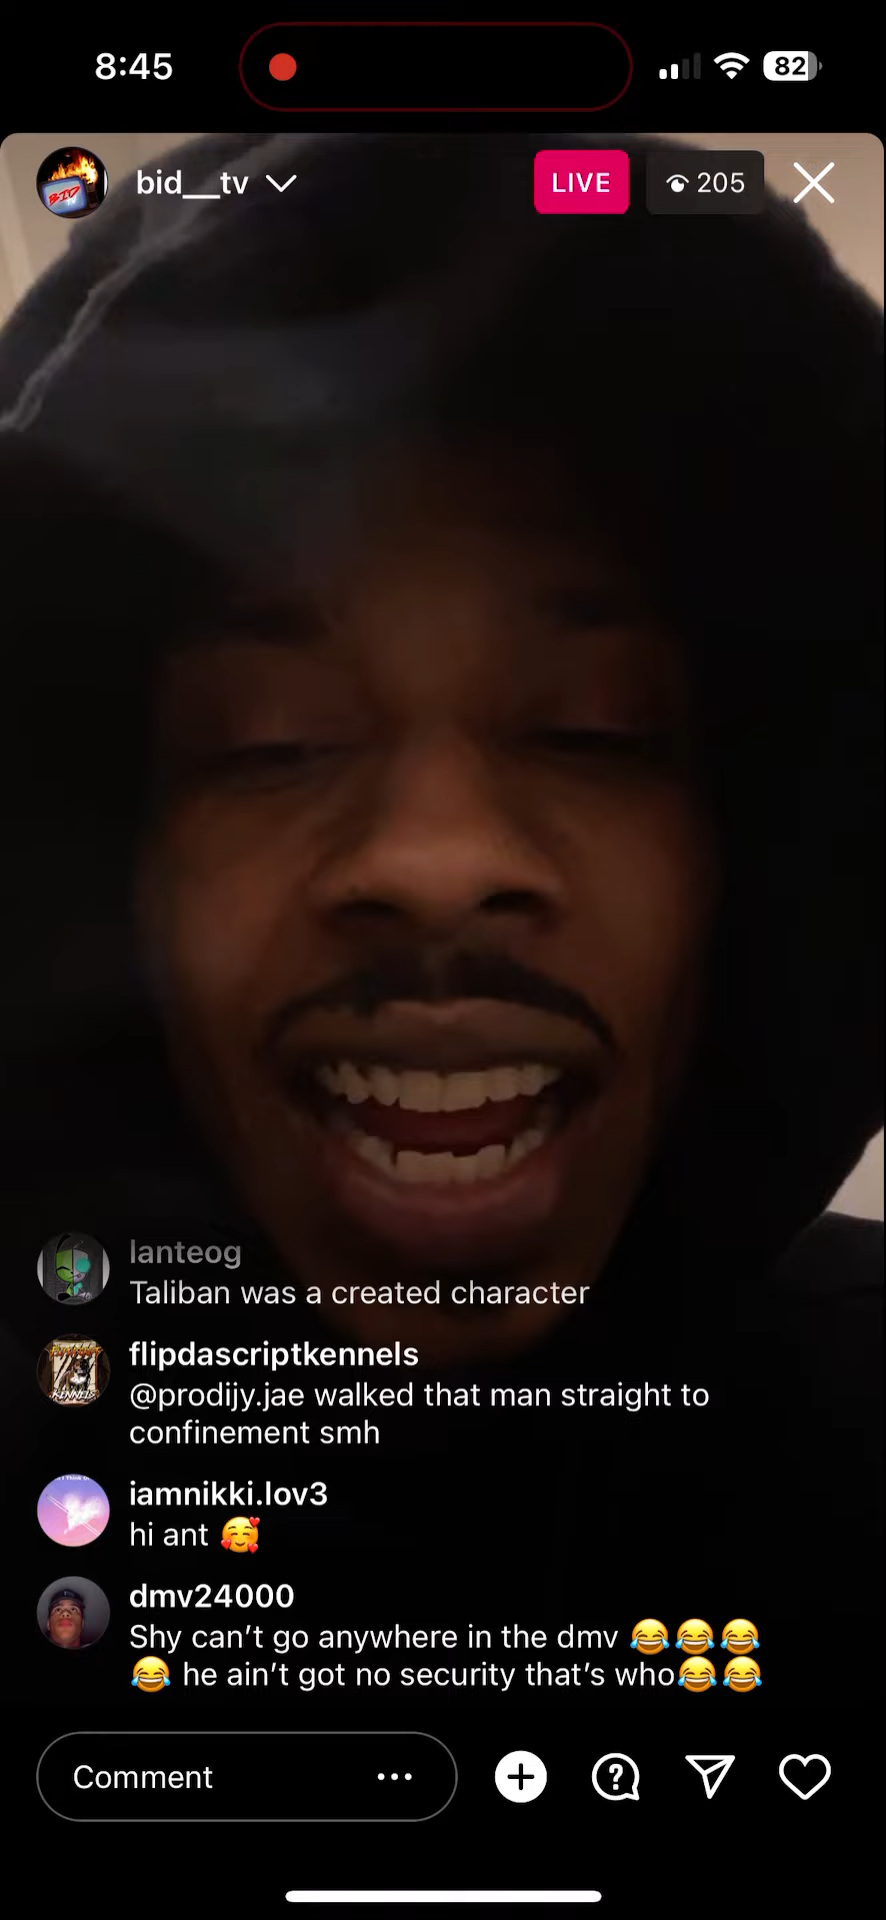 8:45
82
BID
bid__tv
LIVE
205
lanteog
Taliban was a created character
flipdascriptkennels
@prodijy.jae walked that man straight to
confinement smh
KENNELS
iamnikki.lov3
hi ant 🥰
dmv24000
Shy can’t go anywhere in the dmv 😂😂😂
😂 he ain’t got no security that’s who😂😂
Comment